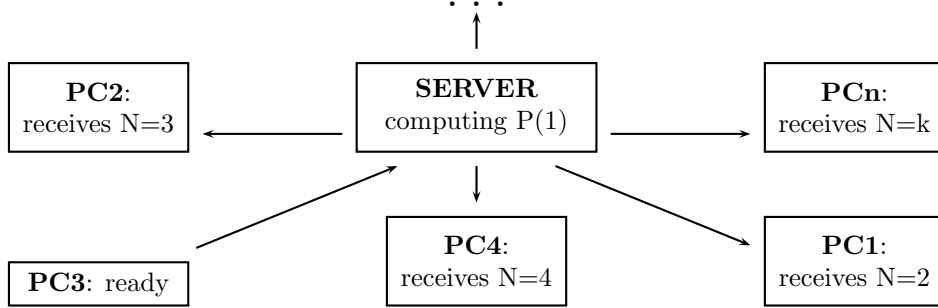 . . .
PC2:
receives N=3
SERVER
computing P(1)
PCn:
receives N=k
PC3: ready
PC4:
receives N=4
PC1:
receives N=2